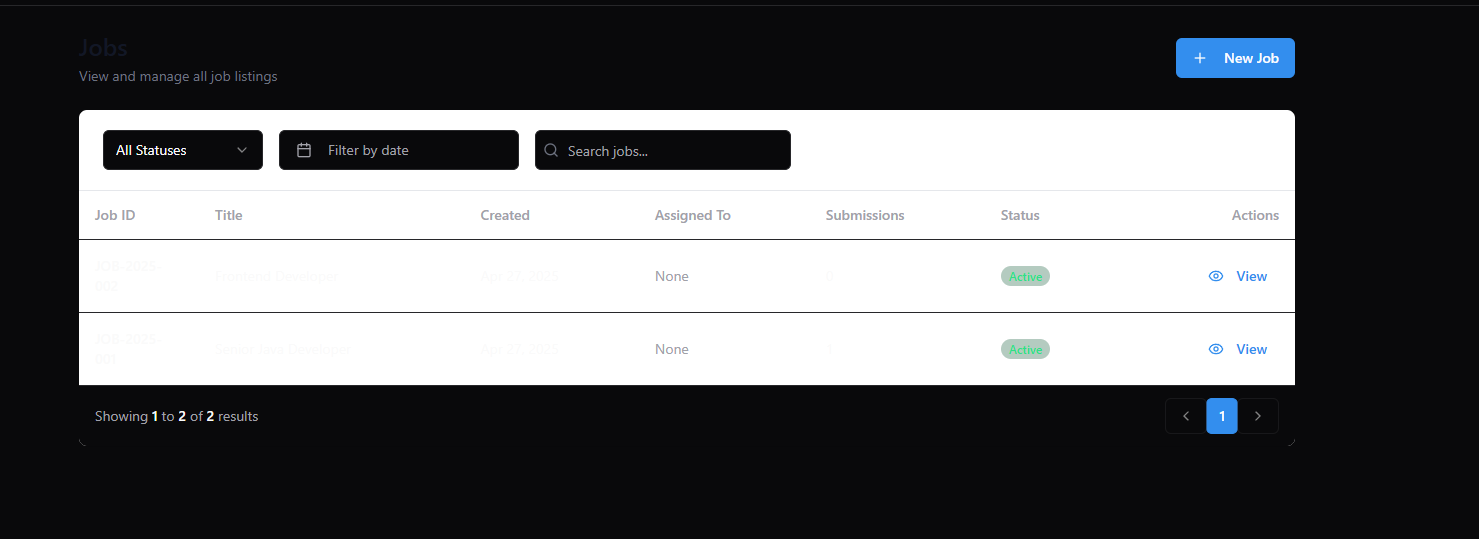 Jobs
View and manage all job listings
New Job
All Statuses
Filter by date
Search jobs...
Job ID Title Created Assigned To Submissions Status Actions
JOB-2025-
002
Frontend Developer Apr 27, 2025 None 0 Active View
JOB-2025-
001
Senior Java Developer Apr 27, 2025 None Active View
Showing 1 to 2 of 2 results
1